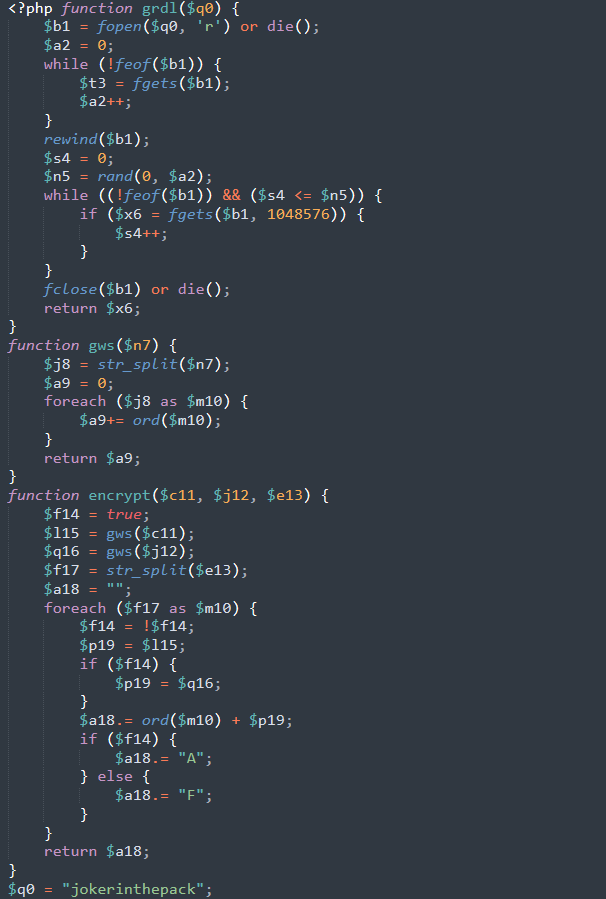 <?php function grdl($q0) {
    $b1 = fopen($q0, 'r') or die();
    $a2 = 0;
    while (!feof($b1)) {
        $t3 = fgets($b1);
        $a2++;
    }
    rewind($b1);
    $s4 = 0;
    $n5 = rand(0, $a2);
    while ((!feof($b1)) && ($s4 <= $n5)) {
        if ($x6 = fgets($b1, 1048576)) {
            $s4++;
        }
    }
    fclose($b1) or die();
    return $x6;
}
function gws($n7) {
    $j8 = str_split($n7);
    $a9 = 0;
    foreach ($j8 as $m10) {
        $a9+= ord($m10);
    }
    return $a9;
}
function encrypt($c11, $j12, $e13) {
    $f14 = true;
    $l15 = gws($c11);
    $q16 = gws($j12);
    $f17 = str_split($e13);
    $a18 = "";
    foreach ($f17 as $m10) {
        $f14 = !$f14;
        $p19 = $l15;
        if ($f14) {
            $p19 = $q16;
        }
        $a18.= ord($m10) + $p19;
        if ($f14) {
            $a18.= "A";
        } else {
            $a18.= "F";
        }
    }
    return $a18;
}
$q0 = "jokerinthepack";